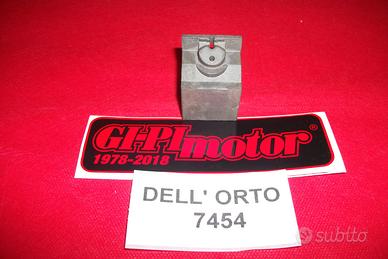 GI-PI motor®
1978-2018
DELL' ORTO
7454
subito